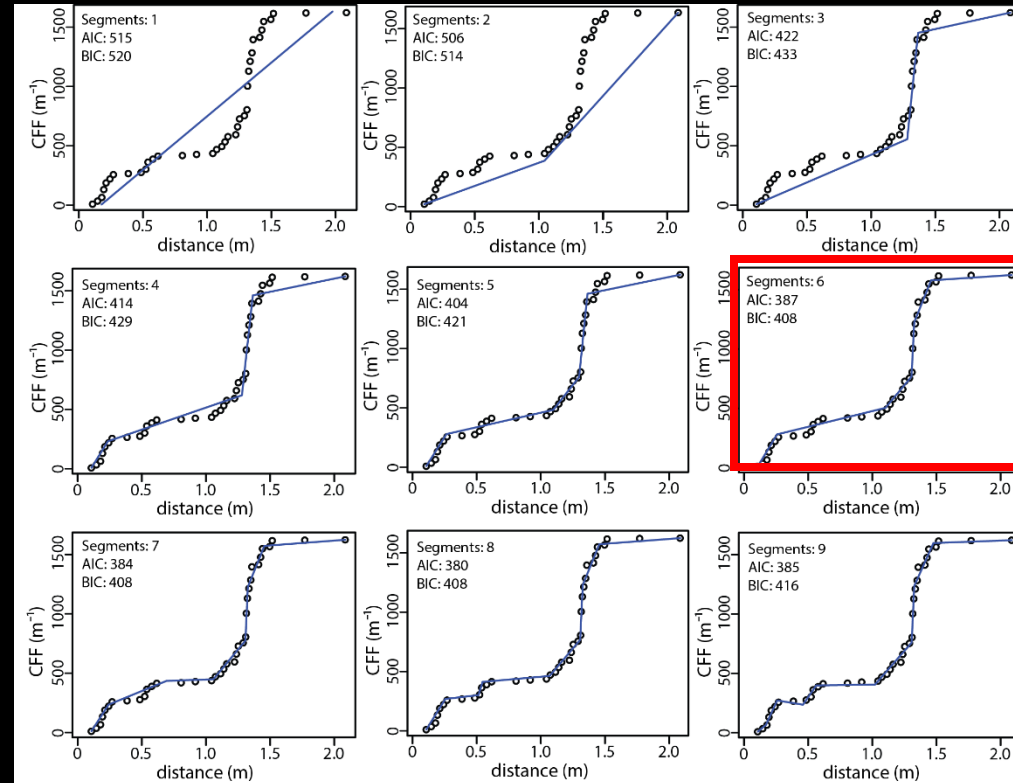 Segments: 1
AIC: 515
BIC: 520
CFF (m⁻¹)
0 500 1000 1500
0.5 1.0 1.5 2.0
distance (m)
Segments: 2
AIC: 506
BIC: 514
CFF (m⁻¹)
0 500 1000 1500
0.5 1.0 1.5 2.0
distance (m)
Segments: 3
AIC: 422
BIC: 433
CFF (m⁻¹)
0 500 1000 1500
0.5 1.0 1.5 2.0
distance (m)
Segments: 4
AIC: 414
BIC: 429
CFF (m⁻¹)
0 500 1000 1500
0.5 1.0 1.5 2.0
distance (m)
Segments: 5
AIC: 404
BIC: 421
CFF (m⁻¹)
0 500 1000 1500
0.5 1.0 1.5 2.0
distance (m)
Segments: 6
AIC: 387
BIC: 408
CFF (m⁻¹)
0 500 1000 1500
0.5 1.0 1.5 2.0
distance (m)
Segments: 7
AIC: 384
BIC: 408
CFF (m⁻¹)
0 500 1000 1500
0.5 1.0 1.5 2.0
distance (m)
Segments: 8
AIC: 380
BIC: 408
CFF (m⁻¹)
0 500 1000 1500
0.5 1.0 1.5 2.0
distance (m)
Segments: 9
AIC: 385
BIC: 416
CFF (m⁻¹)
0 500 1000 1500
0.5 1.0 1.5 2.0
distance (m)